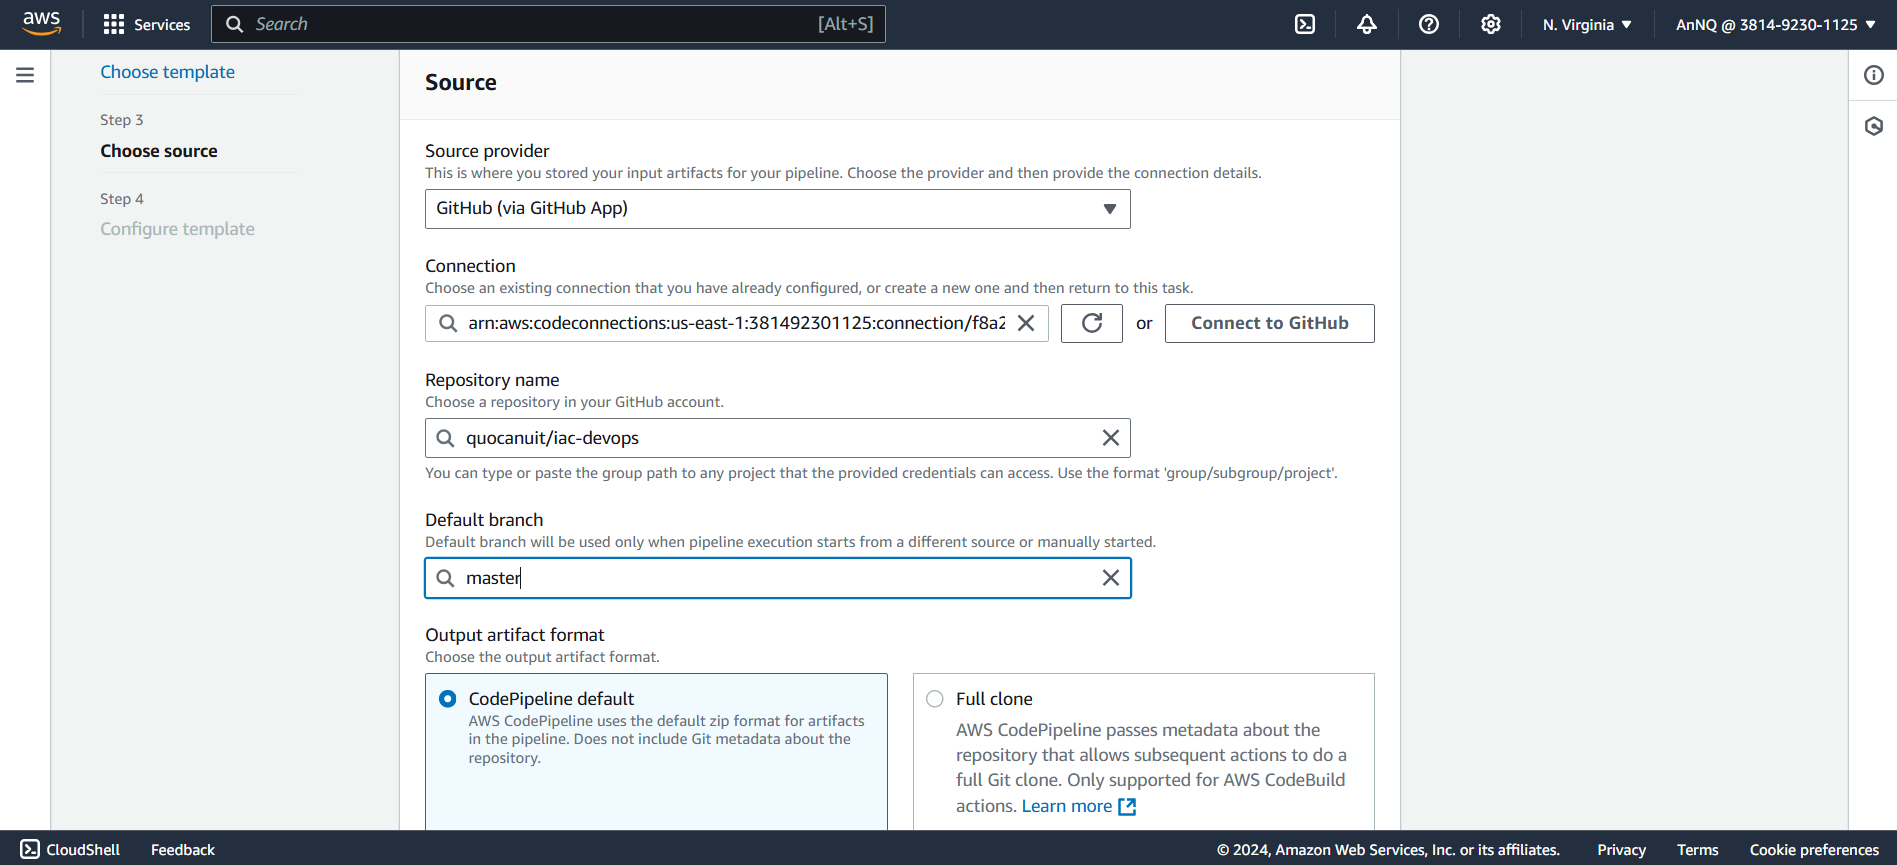 aws
Services
Search
[Alt+S]
N. Virginia
AnNQ @ 3814-9230-1125
Choose template
Step 3
Choose source
Step 4
Configure template
Source
Source provider
This is where you stored your input artifacts for your pipeline. Choose the provider and then provide the connection details.
GitHub (via GitHub App)
Connection
Choose an existing connection that you have already configured, or create a new one and then return to this task.
arn:aws:codeconnections:us-east-1:381492301125:connection/f8a2
or
Connect to GitHub
Repository name
Choose a repository in your GitHub account.
quocanuit/iac-devops
You can type or paste the group path to any project that the provided credentials can access. Use the format 'group/subgroup/project'.
Default branch
Default branch will be used only when pipeline execution starts from a different source or manually started.
master
Output artifact format
Choose the output artifact format.
CodePipeline default
AWS CodePipeline uses the default zip format for artifacts
in the pipeline. Does not include Git metadata about the
repository.
Full clone
AWS CodePipeline passes metadata about the
repository that allows subsequent actions to do a
full Git clone. Only supported for AWS CodeBuild
actions. Learn more
CloudShell
Feedback
© 2024, Amazon Web Services, Inc. or its affiliates.
Privacy
Terms
Cookie preferences